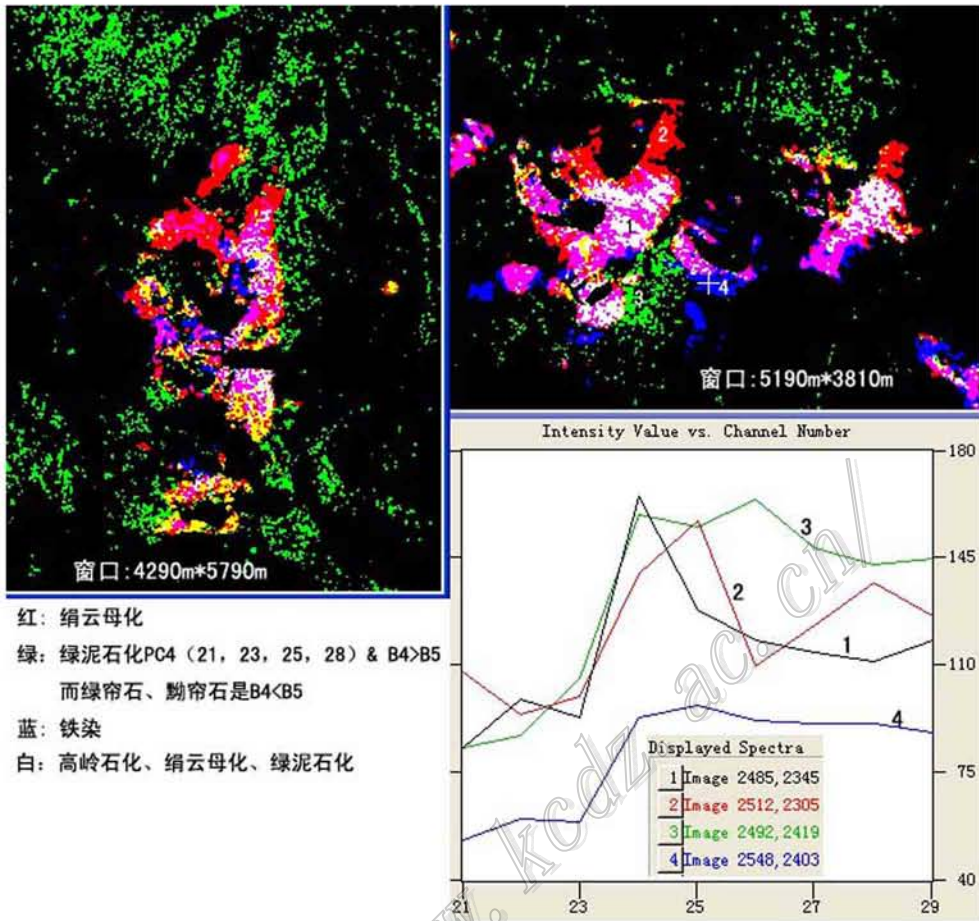 2
1
3
4
窗口:4290m*5790m
窗口:5190m*3810m
红: 绢云母化
绿: 绿泥石化PC4（21，23，25，28）& B4>B5
而绿帘石、黝帘石是B4<B5
蓝: 铁染
白: 高岭石化、绢云母化、绿泥石化
Intensity Value vs. Channel Number
180
145
110
75
40
3
2
1
4
Displayed Spectra
1 Image 2485,2345
2 Image 2512,2305
3 Image 2492,2419
4 Image 2548,2403
21 23 25 27 29
w. kcdz. ac. cn/